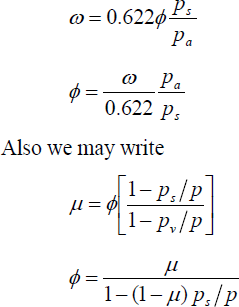 ω = 0.622ϕ p_s / p_a
ϕ = ω / 0.622 p_a / p_s
Also we may write
μ = ϕ[ (1 − p_s/p) / (1 − p_v/p) ]
ϕ = μ / (1 − (1 − μ) p_s/p)